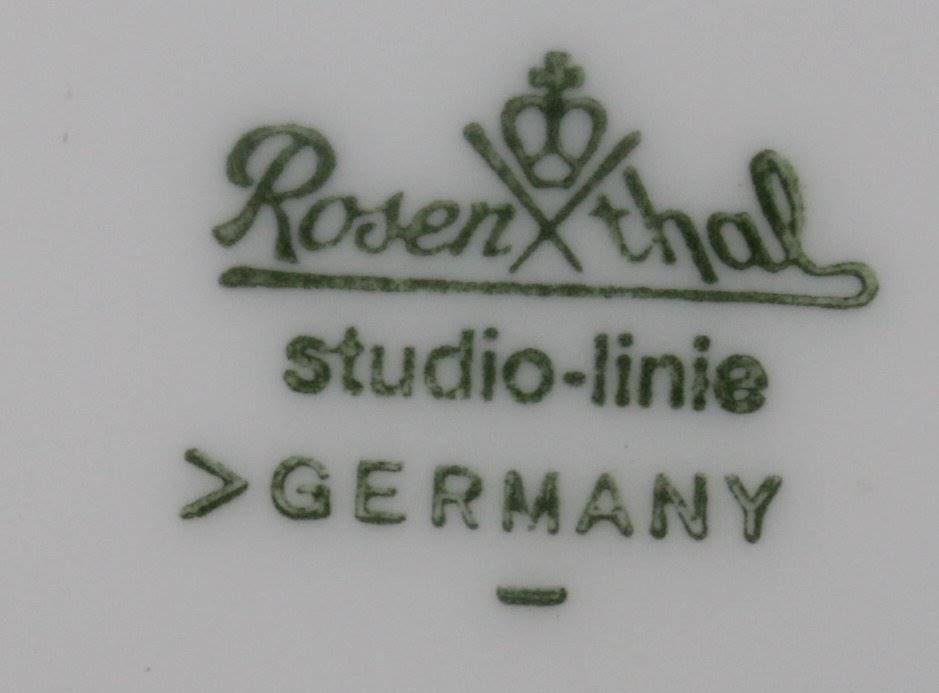 Rosenthal
studio-linie
>GERMANY
–